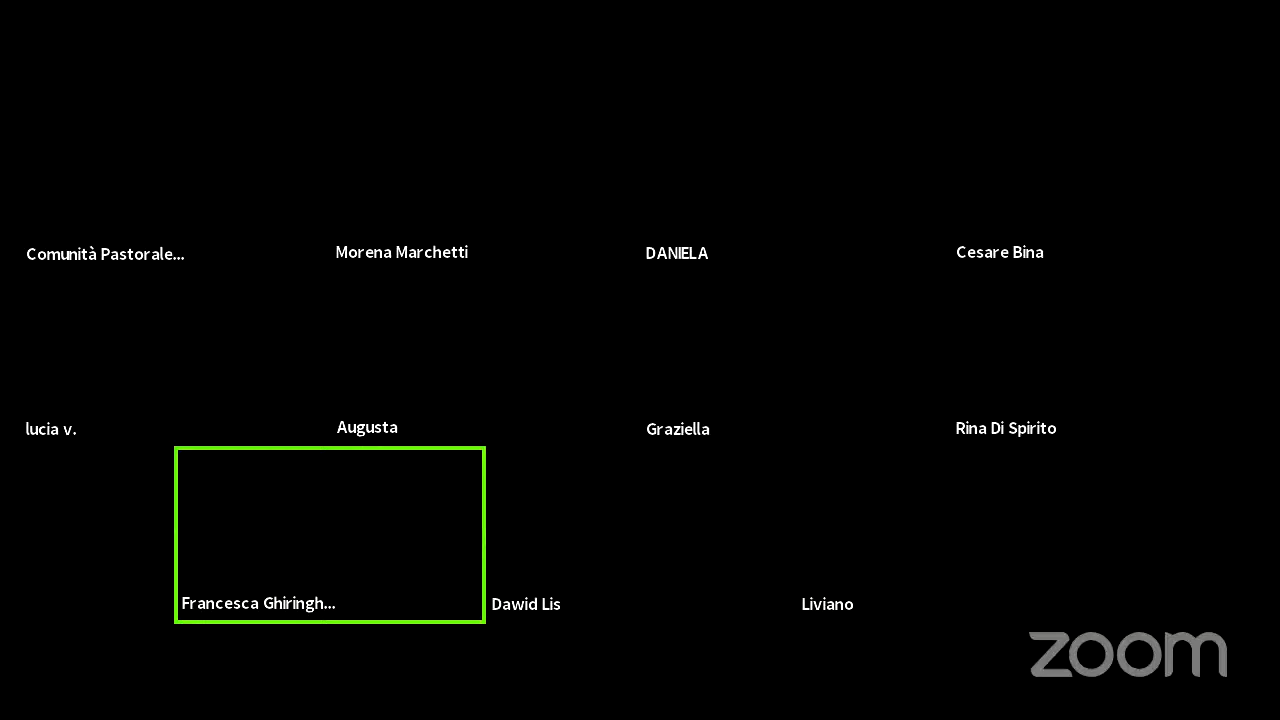 Comunità Pastorale...
Morena Marchetti
DANIELA
Cesare Bina
lucia v.
Augusta
Graziella
Rina Di Spirito
Francesca Ghiringh...
Dawid Lis
Liviano
zoom